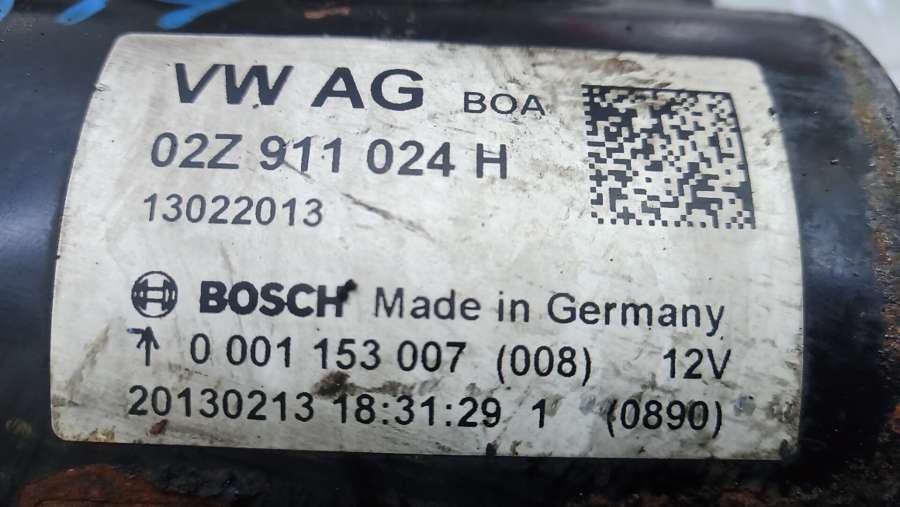 VW AG BOA
02Z 911 024 H
13022013
BOSCH Made in Germany
↑ 0 001 153 007 (008) 12V
20130213 18:31:29 1 (0890)